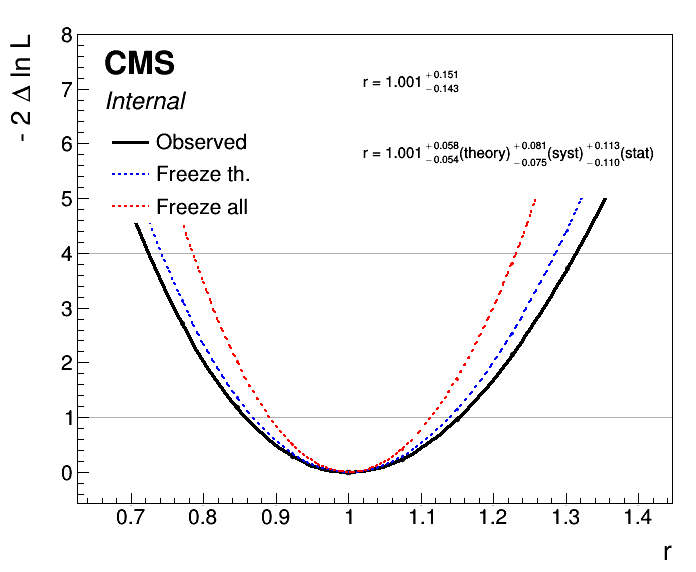 - 2 Δ ln L
8
7
6
5
4
3
2
1
0
CMS
Internal
Observed
Freeze th.
Freeze all
r = 1.001 +0.151 −0.143
r = 1.001 +0.058 −0.054 (theory) +0.081 −0.075 (syst) +0.113 −0.110 (stat)
0.7 0.8 0.9 1 1.1 1.2 1.3 1.4
r